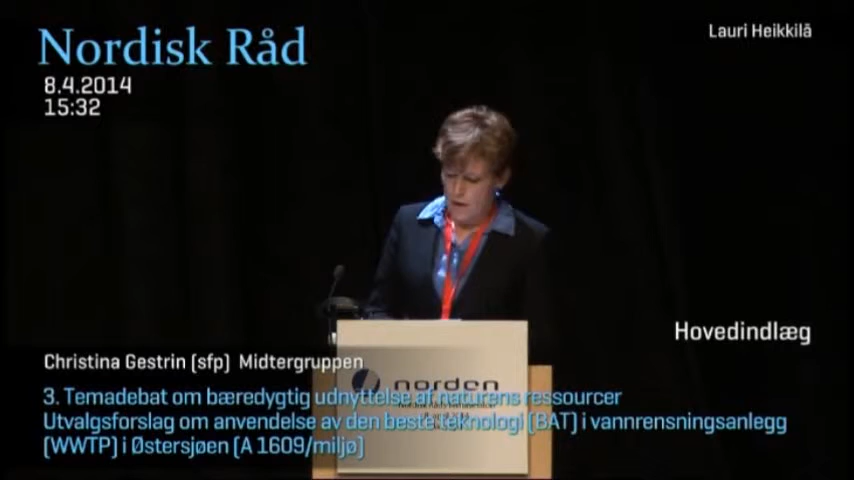 Nordisk Råd
8.4.2014
15:32
Lauri Heikkilä
Hovedindlæg
Christina Gestrin (sfp) Midtergruppen
norden
3. Temadebat om bæredygtig udnyttelse af naturens ressourcer
Utvalgsforslag om anvendelse av den beste teknologi (BAT) i vannrensningsanlegg
(WWTP) i Østersjøen (A 1609/miljø)